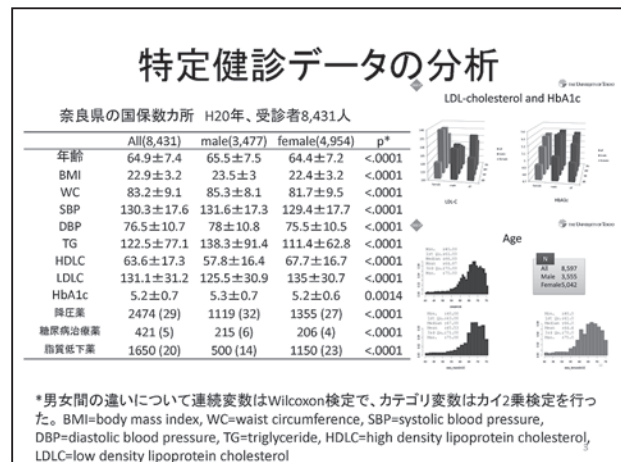 特定健診データの分析
奈良県の国保数カ所 H20年、受診者8,431人
All(8,431) male(3,477) female(4,954) p*
年齢 64.9±7.4 65.5±7.5 64.4±7.2 <.0001
BMI 22.9±3.2 23.5±3 22.4±3.2 <.0001
WC 83.2±9.1 85.3±8.1 81.7±9.5 <.0001
SBP 130.3±17.6 131.6±17.3 129.4±17.7 <.0001
DBP 76.5±10.7 78±10.8 75.5±10.5 <.0001
TG 122.5±77.1 138.3±91.4 111.4±62.8 <.0001
HDLC 63.6±17.3 57.8±16.4 67.7±16.7 <.0001
LDLC 131.1±31.2 125.5±30.9 135±30.7 <.0001
HbA1c 5.2±0.7 5.3±0.7 5.2±0.6 0.0014
降圧薬 2474 (29) 1119 (32) 1355 (27) <.0001
糖尿病治療薬 421 (5) 215 (6) 206 (4) <.0001
脂質低下薬 1650 (20) 500 (14) 1150 (23) <.0001
THE UNIVERSITY OF TOKYO
LDL-cholesterol and HbA1c
LDL-C HbA1c
THE UNIVERSITY OF TOKYO
Age
N
All 8,597
Male 3,555
Female 5,042
*男女間の違いについて連続変数はWilcoxon検定で、カテゴリ変数はカイ2乗検定を行っ
た。BMI=body mass index, WC=waist circumference, SBP=systolic blood pressure,
DBP=diastolic blood pressure, TG=triglyceride, HDLC=high density lipoprotein cholesterol,
LDLC=low density lipoprotein cholesterol
3